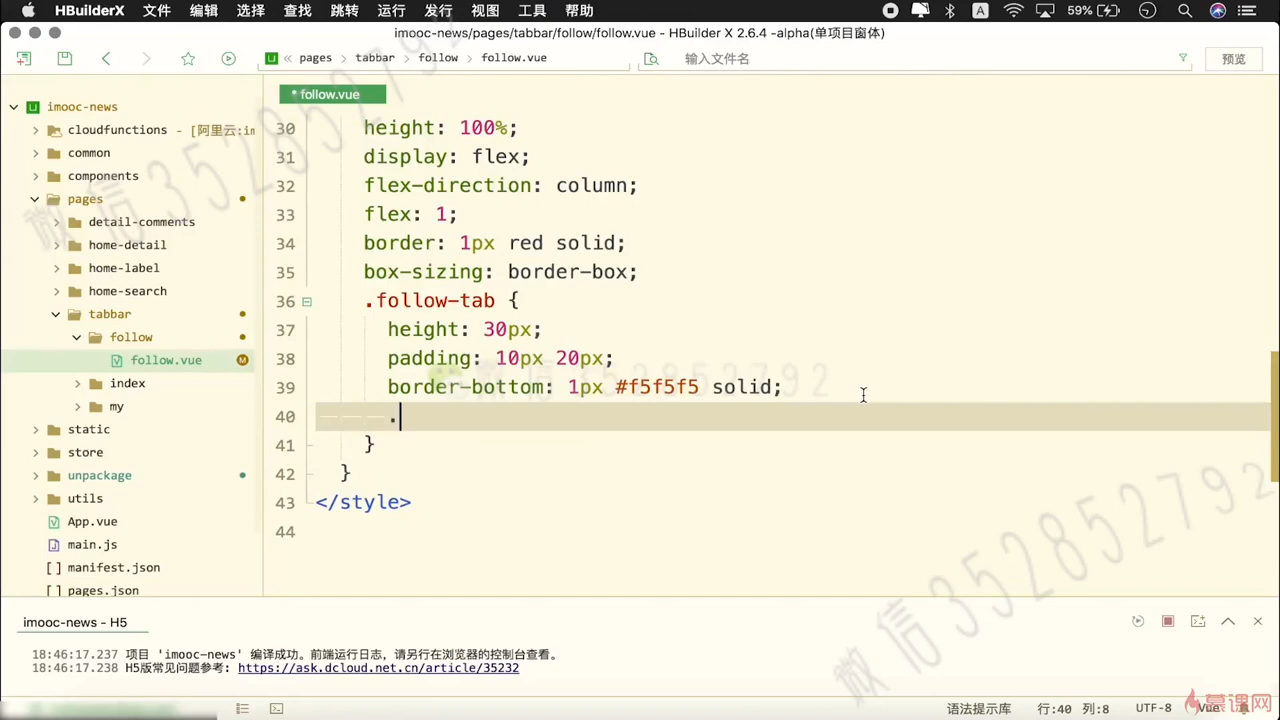 HBuilderX 文件 编辑 选择 查找 跳转 运行 发行 视图 工具 帮助 A 59%
imooc-news/pages/tabbar/follow/follow.vue - HBuilder X 2.6.4 -alpha(单项目窗口)
pages tabbar follow follow.vue 输入文件名 预览
* follow.vue
imooc-news
cloudfunctions - [阿里云:im
common
components
pages
detail-comments
home-detail
home-label
home-search
tabbar
follow
follow.vue M
index
my
static
store
unpackage
utils
App.vue
main.js
manifest.json
pages.json
30 height: 100%;
31 display: flex;
32 flex-direction: column;
33 flex: 1;
34 border: 1px red solid;
35 box-sizing: border-box;
36 .follow-tab {
37 height: 30px;
38 padding: 10px 20px;
39 border-bottom: 1px #f5f5f5 solid;
40 .
41 }
42 }
43 </style>
44
imooc-news - H5
18:46:17.237 项目 'imooc-news' 编译成功。前端运行日志，请另行在浏览器的控制台查看。
18:46:17.238 H5版常见问题参考: https://ask.dcloud.net.cn/article/35232
语法提示库 行:40 列:8 UTF-8 Vue
慕课网
微信 352852792
微信 352852792
微信 352852792